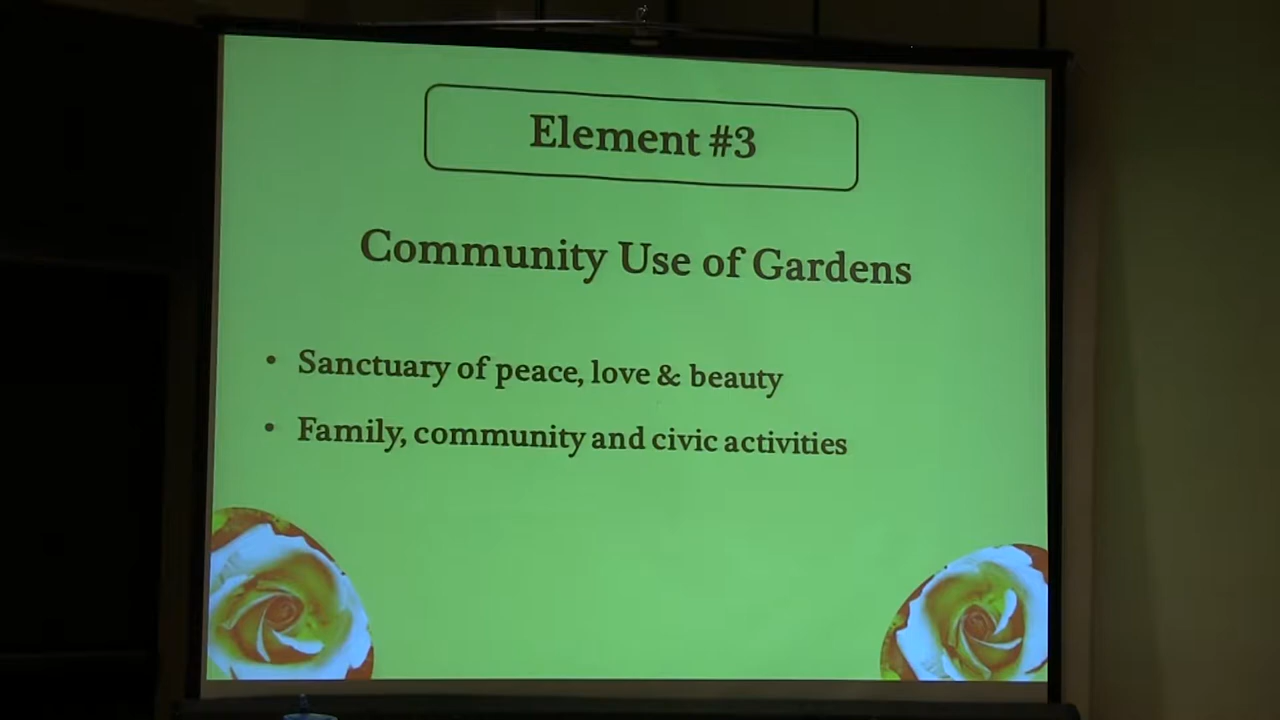 Element #3
Community Use of Gardens
• Sanctuary of peace, love & beauty
• Family, community and civic activities